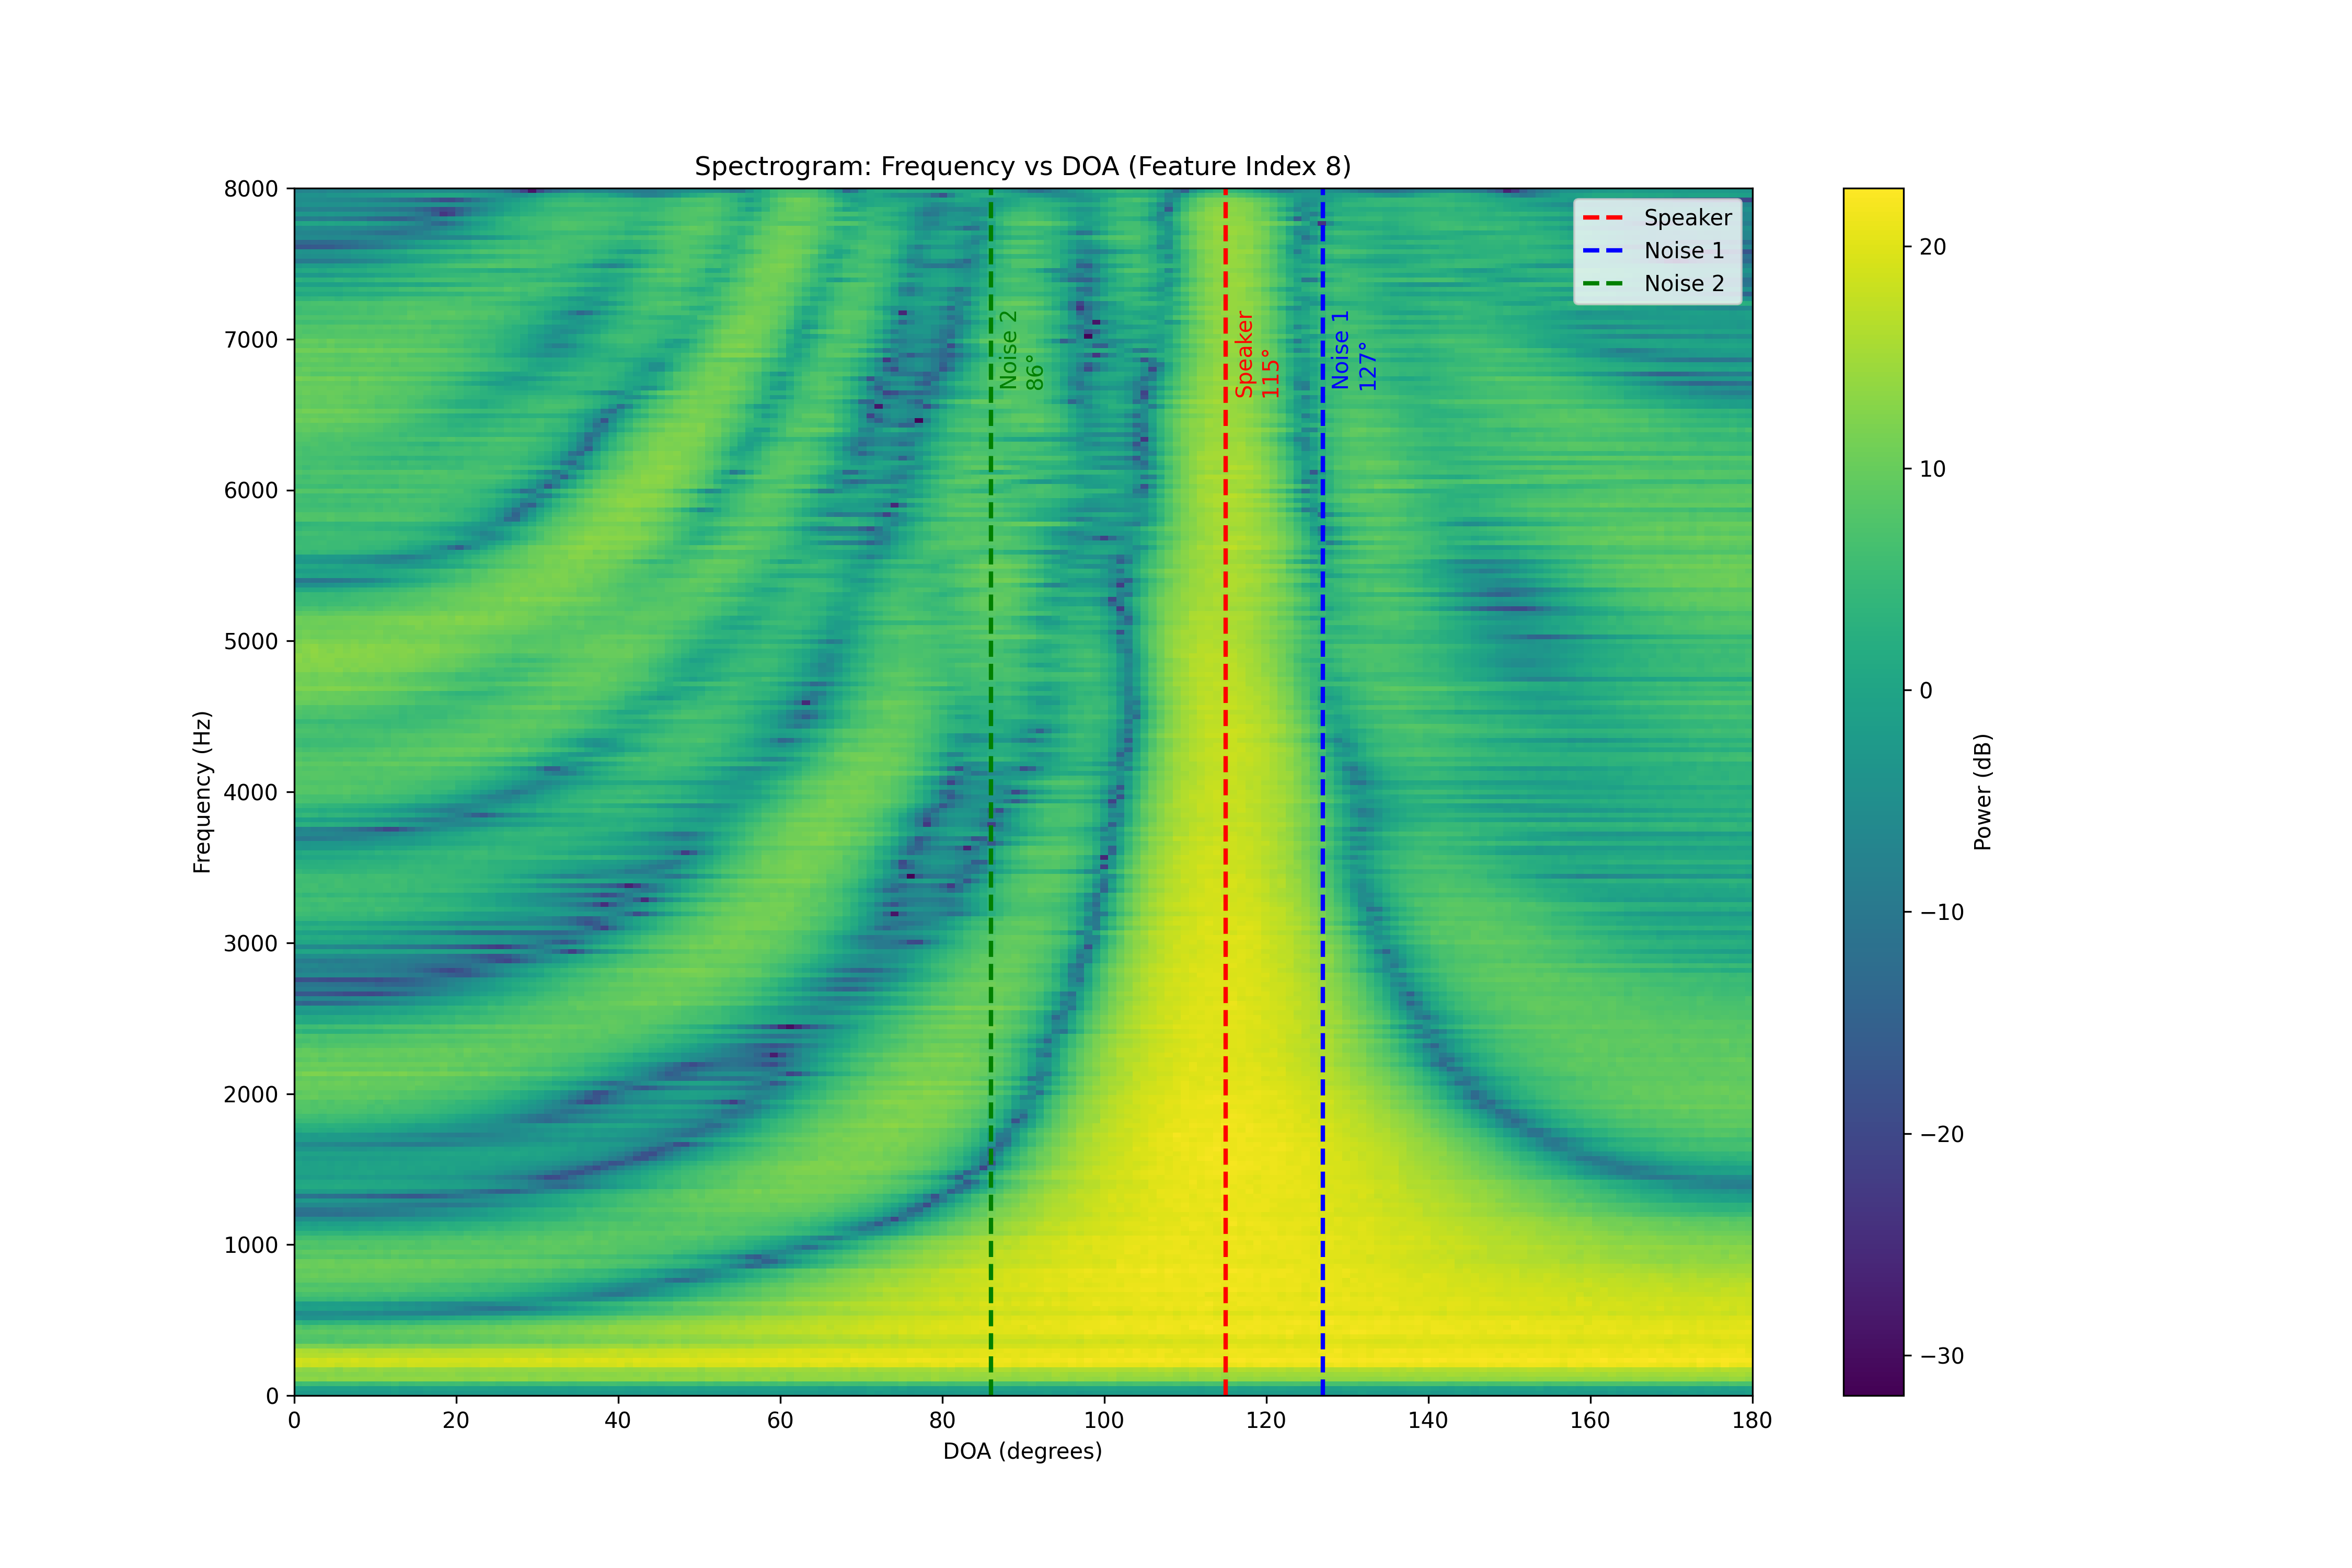 Spectrogram: Frequency vs DOA (Feature Index 8)
Frequency (Hz)
8000
7000
6000
5000
4000
3000
2000
1000
0
0
20
40
60
80
100
120
140
160
180
DOA (degrees)
Noise 2
86°
Speaker
115°
Noise 1
127°
Speaker
Noise 1
Noise 2
20
10
0
−10
−20
−30
Power (dB)